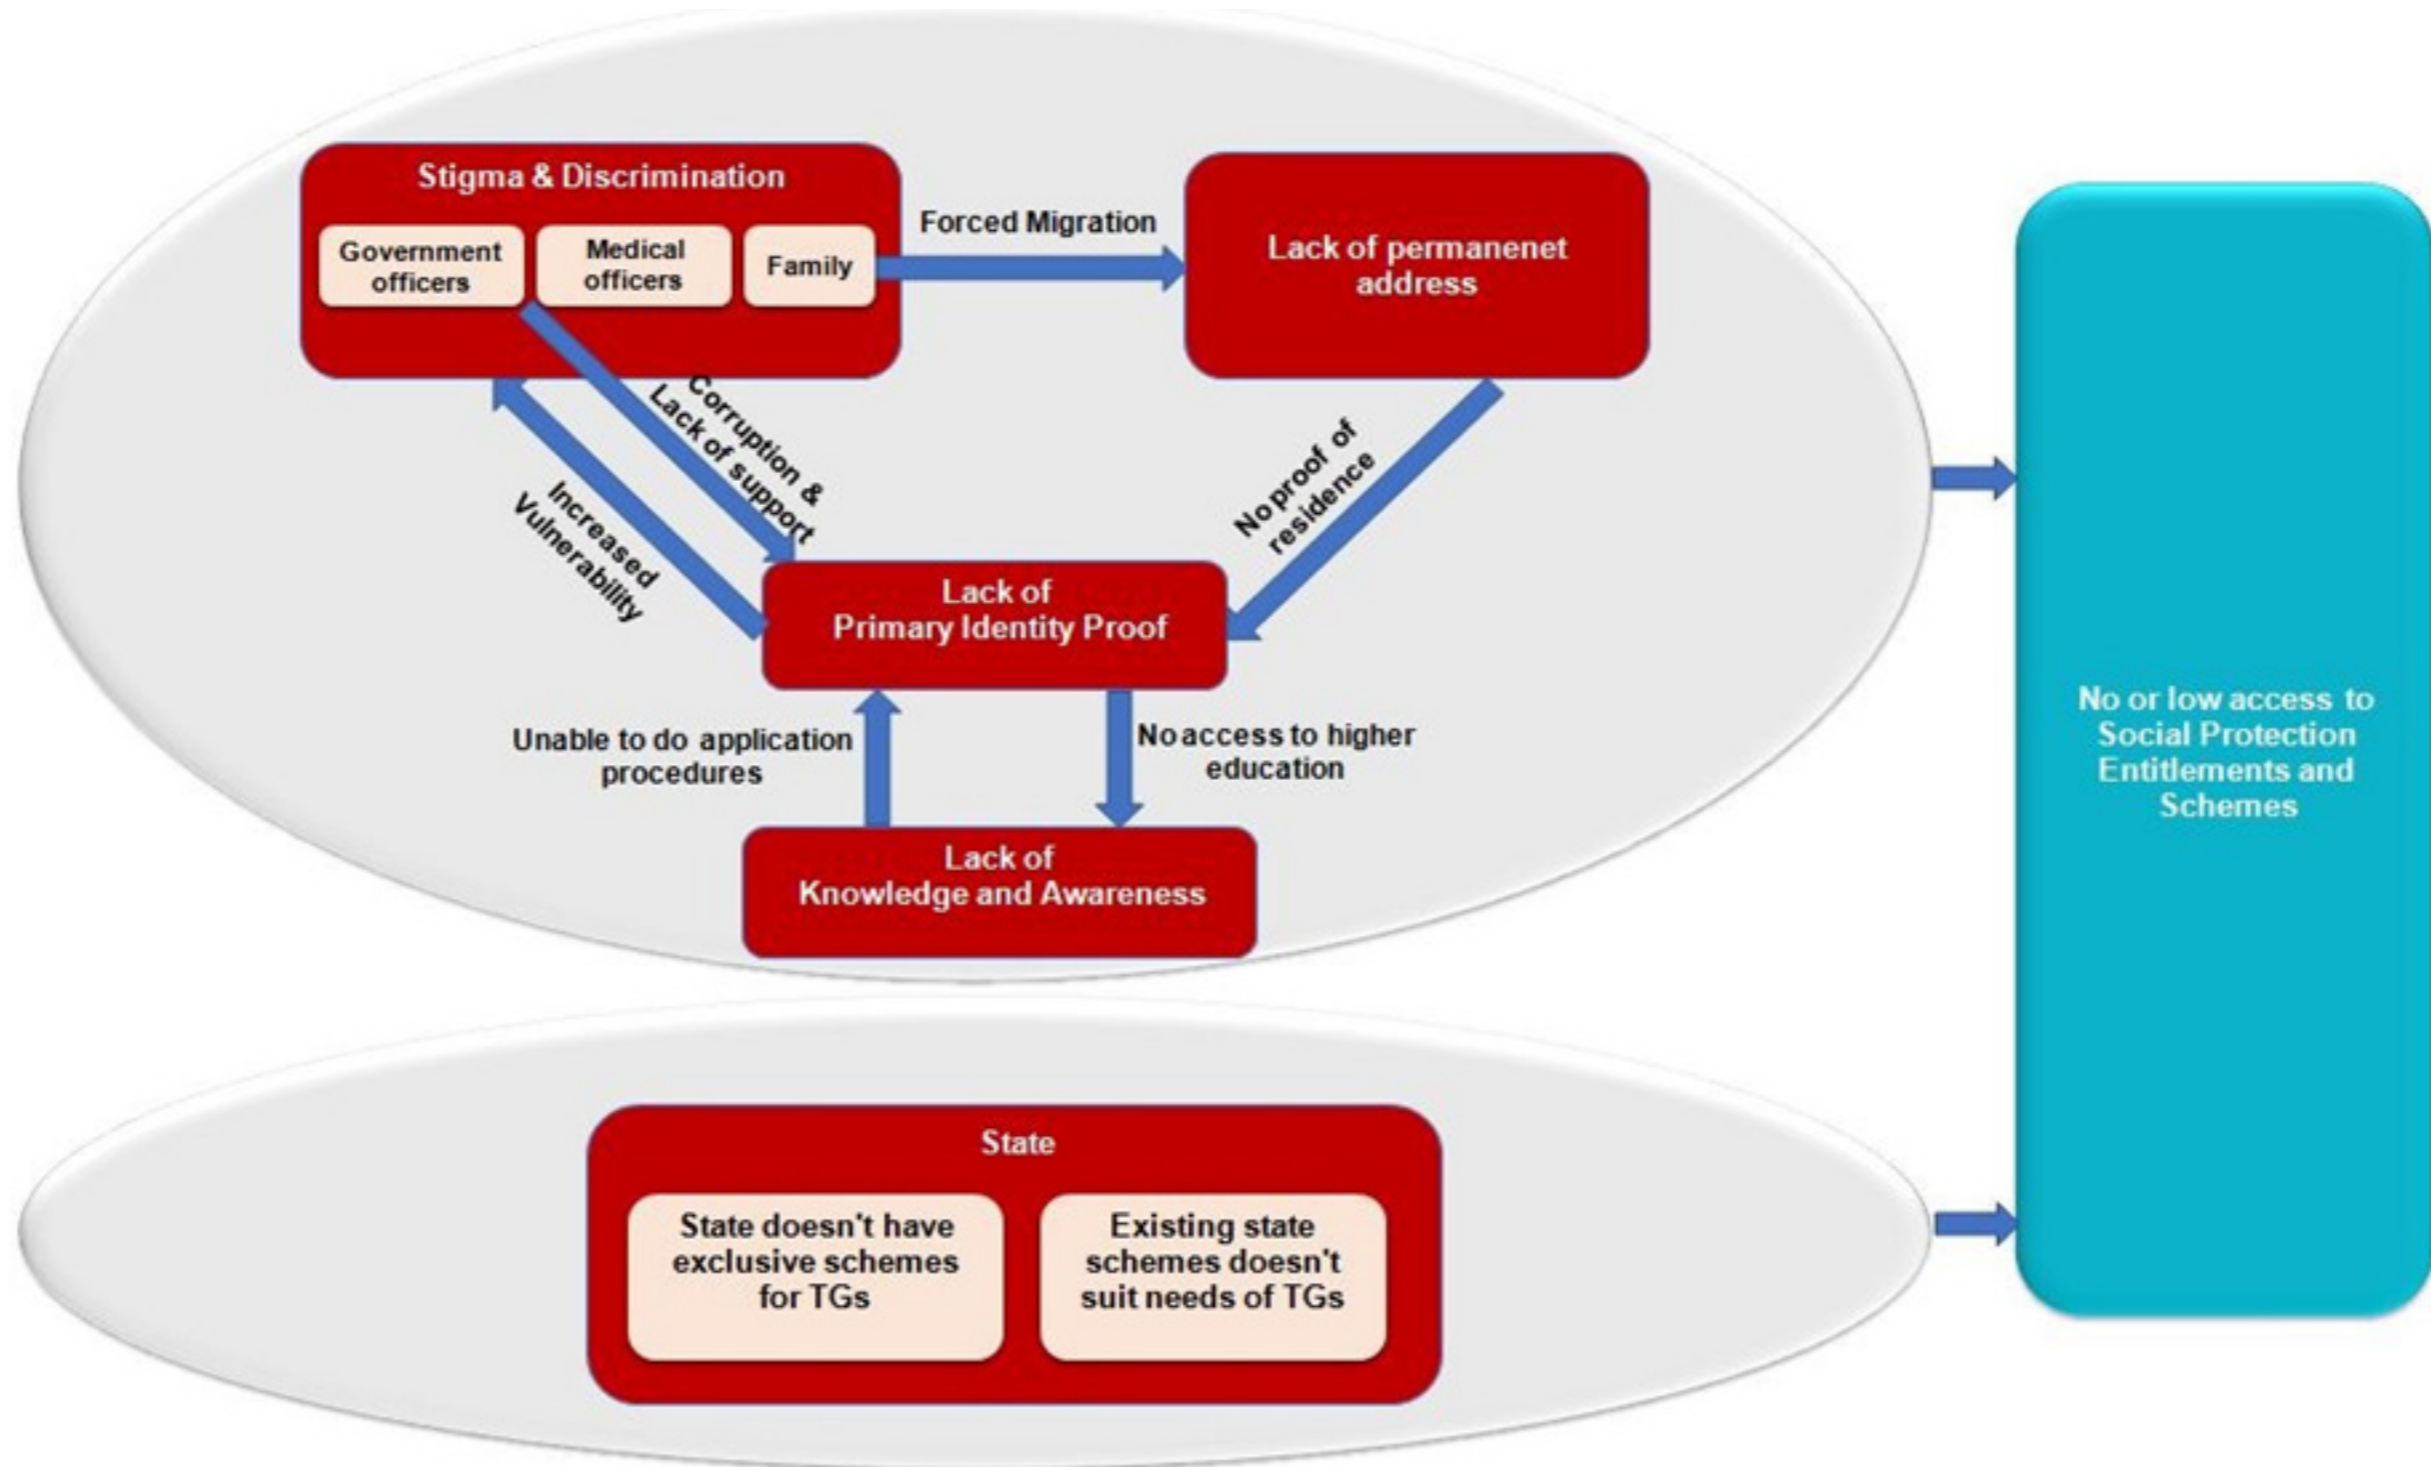 Stigma & Discrimination
Government
officers
Medical
officers
Family
Forced Migration
Lack of permanenet
address
Corruption &
Lack of support
Increased
Vulnerability
No proof of
residence
Lack of
Primary Identity Proof
Unable to do application
procedures
No access to higher
education
Lack of
Knowledge and Awareness
No or low access to
Social Protection
Entitlements and
Schemes
State
State doesn't have
exclusive schemes
for TGs
Existing state
schemes doesn't
suit needs of TGs